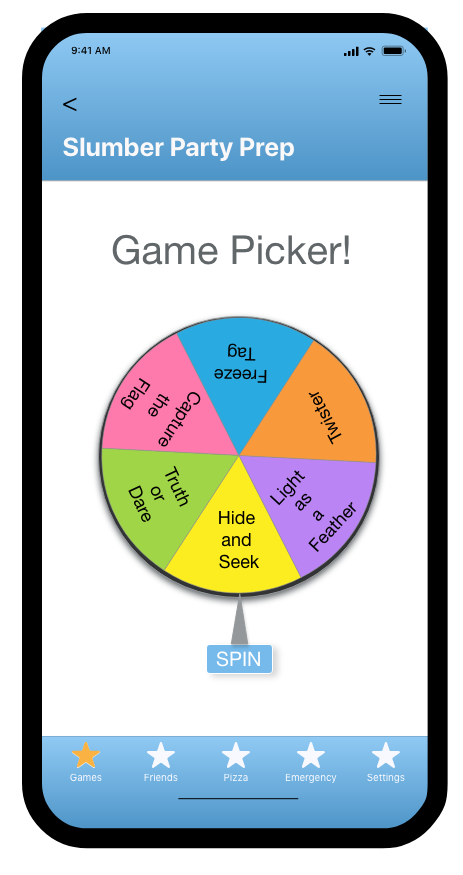 9:41 AM
<
Slumber Party Prep
Game Picker!
Freeze
Tag
Twister
Light
as
a
Feather
Hide
and
Seek
Truth
or
Dare
Capture
the
Flag
SPIN
Games
Friends
Pizza
Emergency
Settings